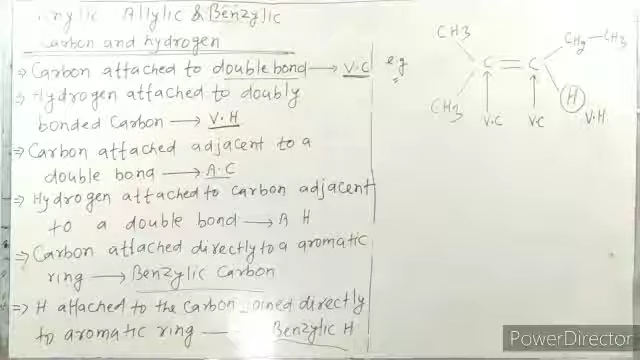 Allylic & Benzylic
Carbon and hydrogen
⇒ Carbon attached to double bond → V.C
⇒ Hydrogen attached to doubly
bonded Carbon → V.H
⇒ Carbon attached adjacent to a
double bond → A.C
⇒ Hydrogen attached to carbon adjacent
to a double bond → A H
⇒ Carbon attached directly to a aromatic
ring → Benzylic Carbon
⇒ H attached to the carbon joined directly
to aromatic ring — Benzylic H
e.g
CH3
CH2—CH3
C = C
CH3
H
V.C
V.C
V.H
PowerDirector